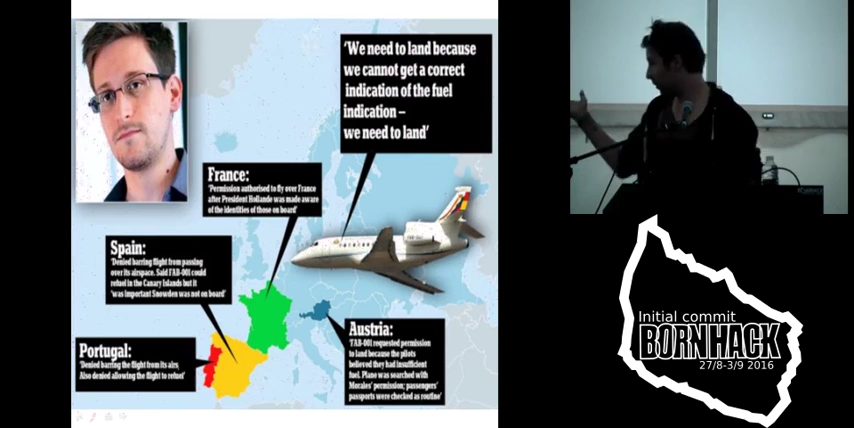 'We need to land because
we cannot get a correct
indication of the fuel
indication –
we need to land'
France:
'Permission authorised to fly over France
after President Hollande was made aware
of the identities of those on board'
Spain:
'Denied barring flight from passing
over its airspace. Said FAB-001 could
refuel in the Canary Islands but it
'was important Snowden was not on board'
Portugal:
'Denied barring the flight from its airs,
Also denied allowing the flight to refuel'
Austria:
'FAB-001 requested permission
to land because the pilots
believed they had insufficient
fuel. Plane was searched with
Morales' permission; passengers'
passports were checked as routine'
Initial commit
BORNHACK
27/8-3/9 2016